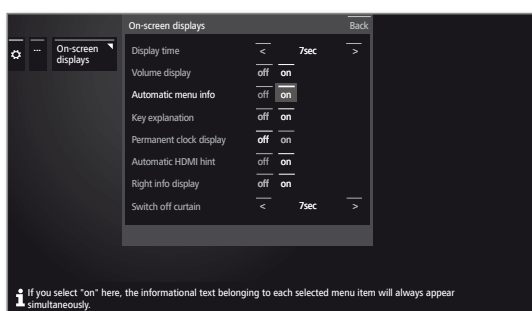 On-screen displays Back
... On-screen displays
Display time < 7sec >
Volume display off on
Automatic menu info off on
Key explanation off on
Permanent clock display off on
Automatic HDMI hint off on
Right info display off on
Switch off curtain < 7sec >
If you select "on" here, the informational text belonging to each selected menu item will always appear
simultaneously.